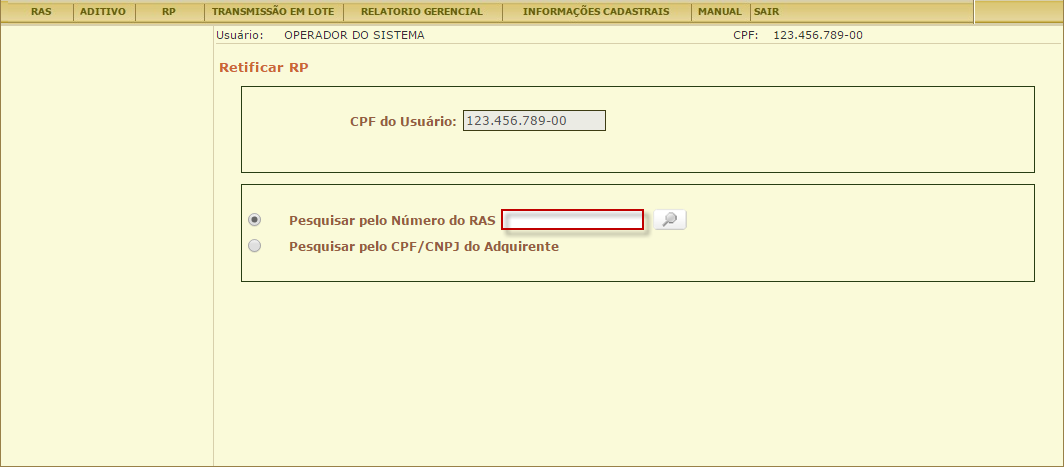 RAS ADITIVO RP TRANSMISSÃO EM LOTE RELATORIO GERENCIAL INFORMAÇÕES CADASTRAIS MANUAL SAIR
Usuário: OPERADOR DO SISTEMA CPF: 123.456.789-00
Retificar RP
CPF do Usuário: 123.456.789-00
Pesquisar pelo Número do RAS
Pesquisar pelo CPF/CNPJ do Adquirente